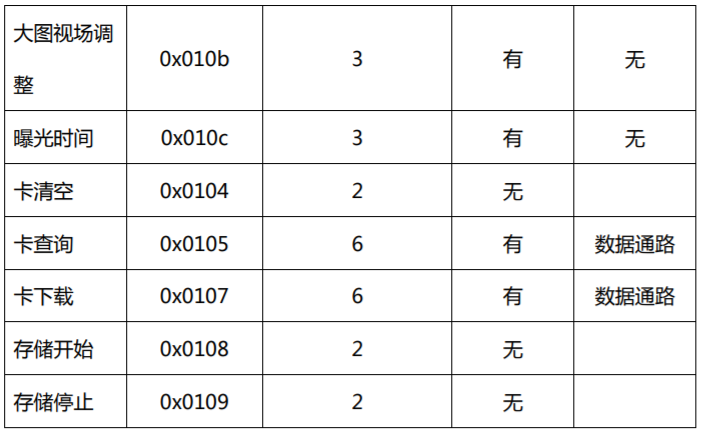 大图视场调
整
0x010b
3
有
无
曝光时间
0x010c
3
有
无
卡清空
0x0104
2
无
卡查询
0x0105
6
有
数据通路
卡下载
0x0107
6
有
数据通路
存储开始
0x0108
2
无
存储停止
0x0109
2
无